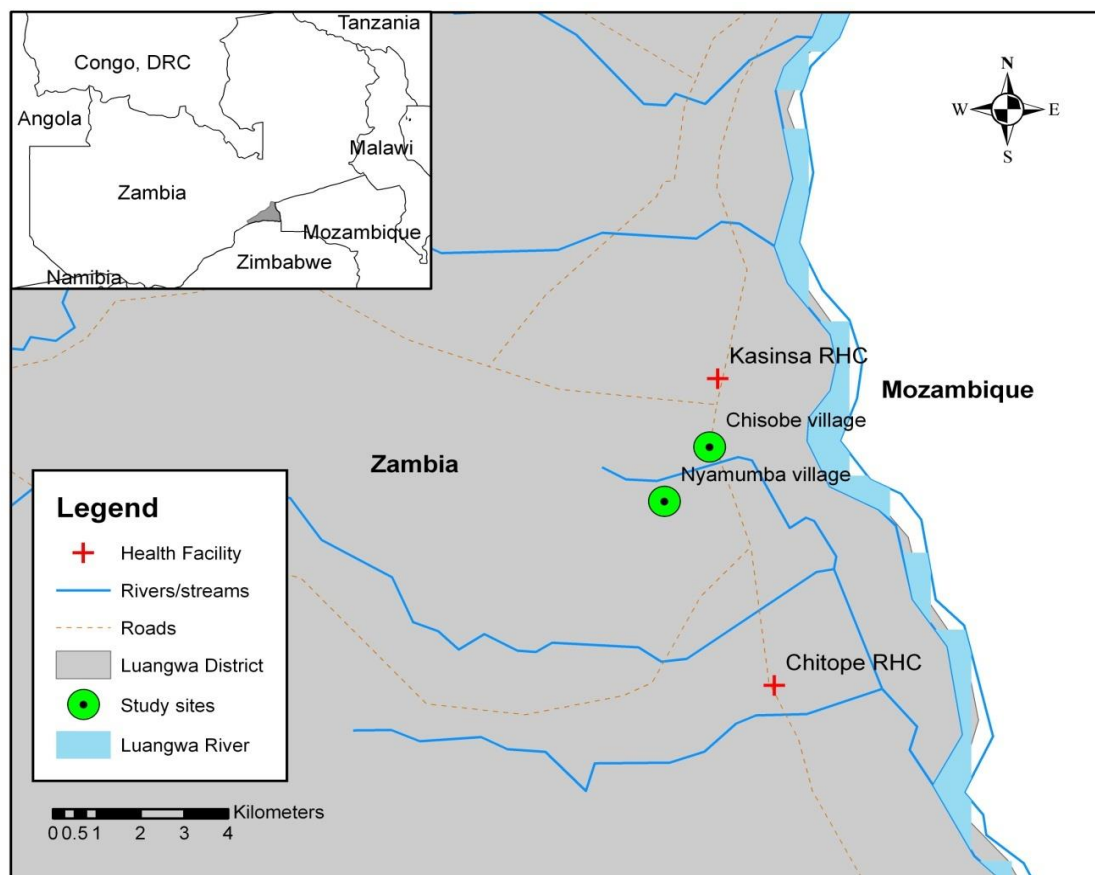 Tanzania
Congo, DRC
Angola
Malawi
Zambia
Mozambique
Zimbabwe
Namibia
N
W E
S
Kasinsa RHC
Mozambique
Chisobe village
Zambia
Nyamumba village
Chitope RHC
Legend
Health Facility
Rivers/streams
Roads
Luangwa District
Study sites
Luangwa River
Kilometers
0 0.5 1 2 3 4